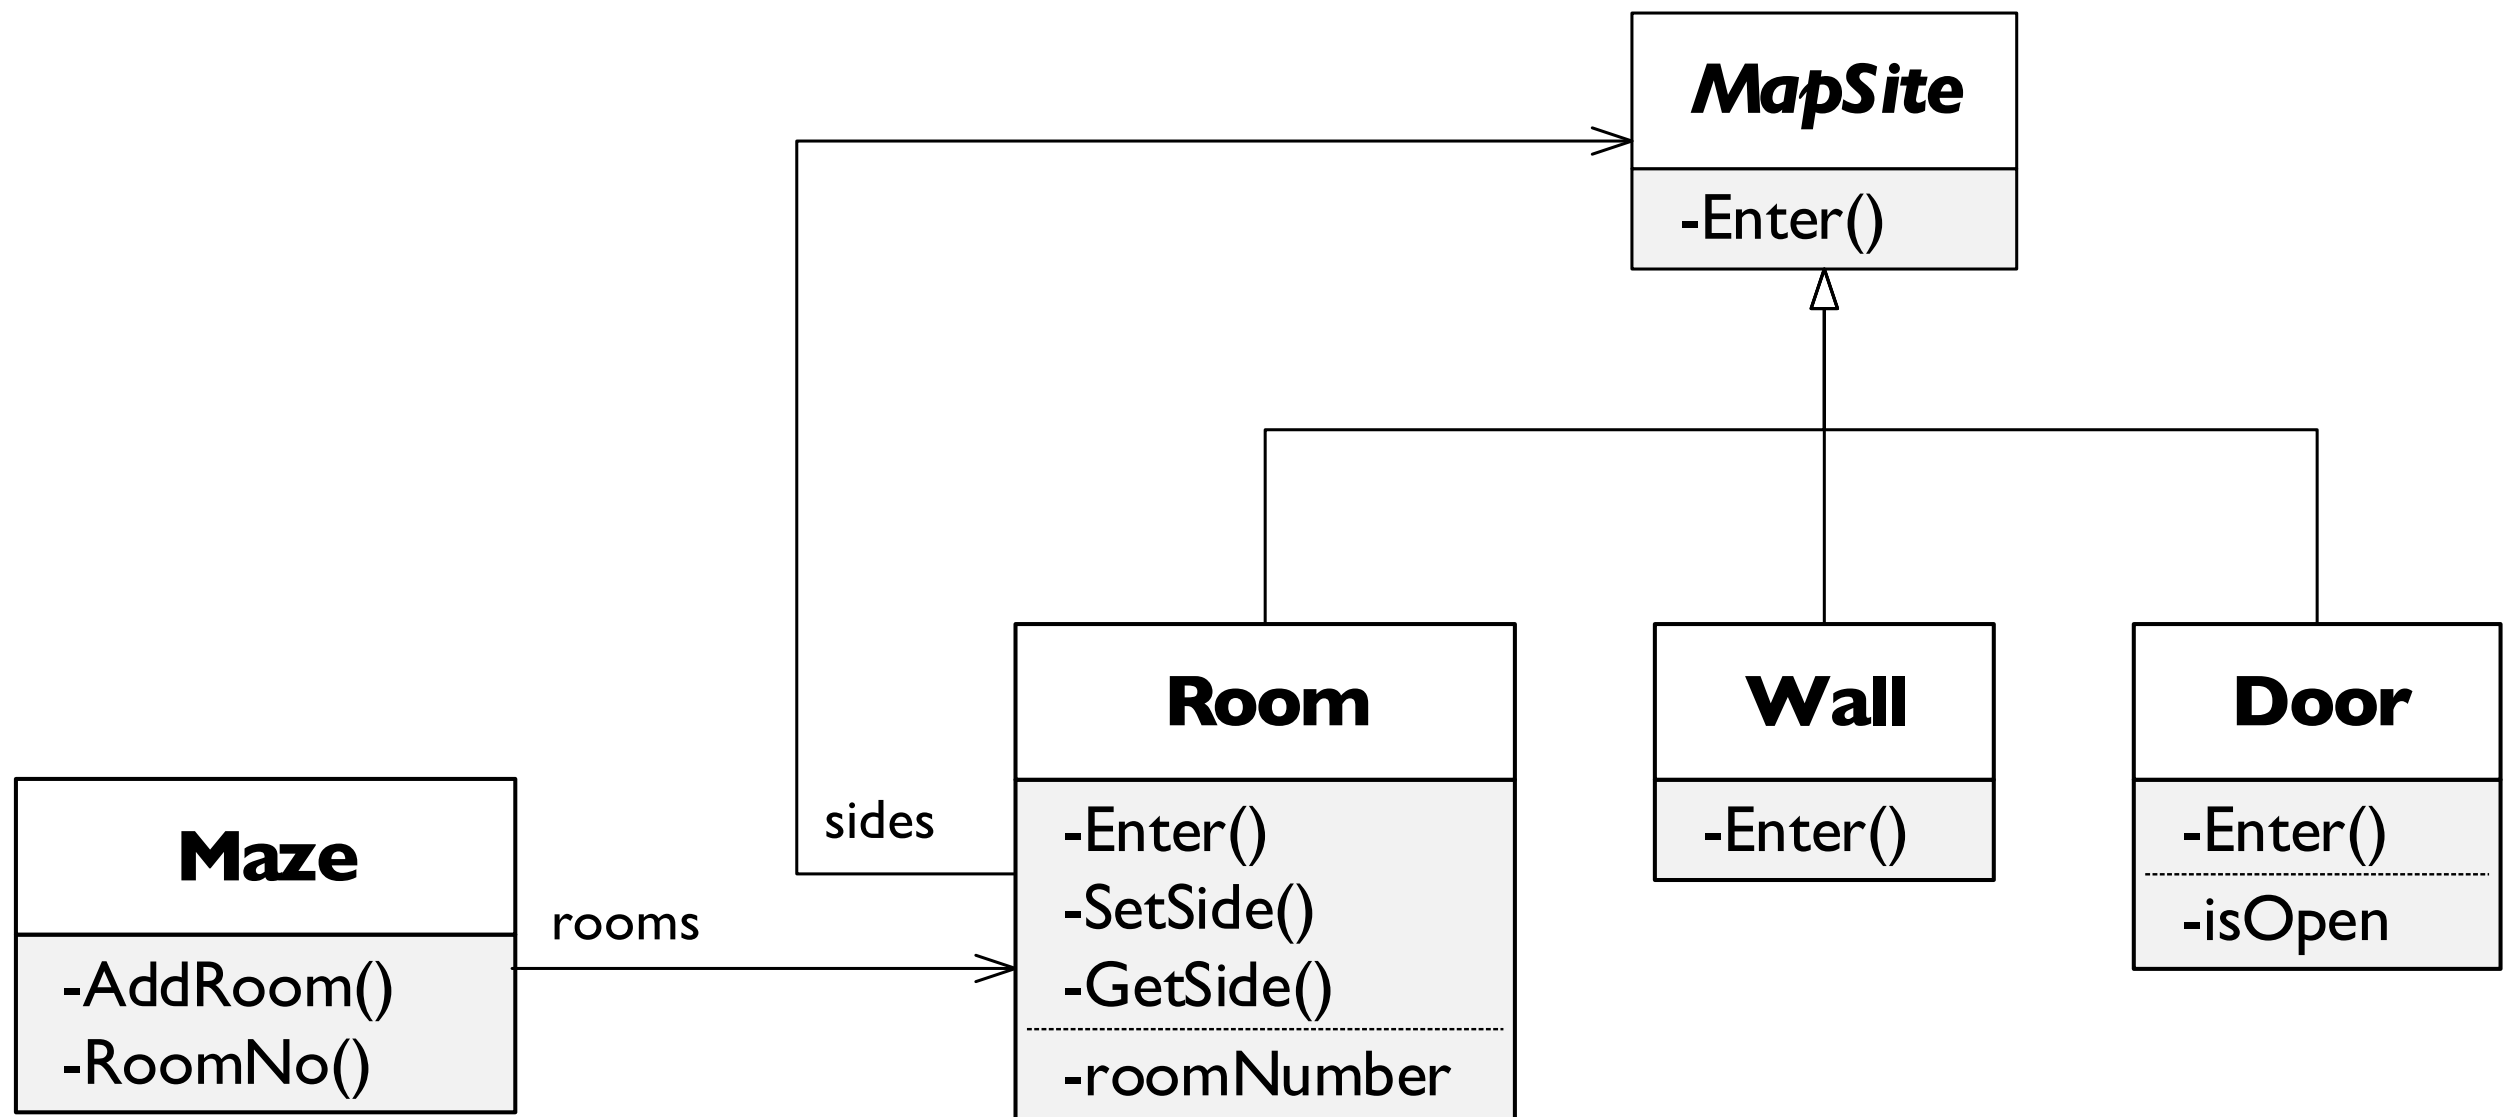 MapSite
-Enter()
Room
-Enter()
-SetSide()
-GetSide()
-roomNumber
Wall
-Enter()
Door
-Enter()
-isOpen
sides
Maze
-AddRoom()
-RoomNo()
rooms